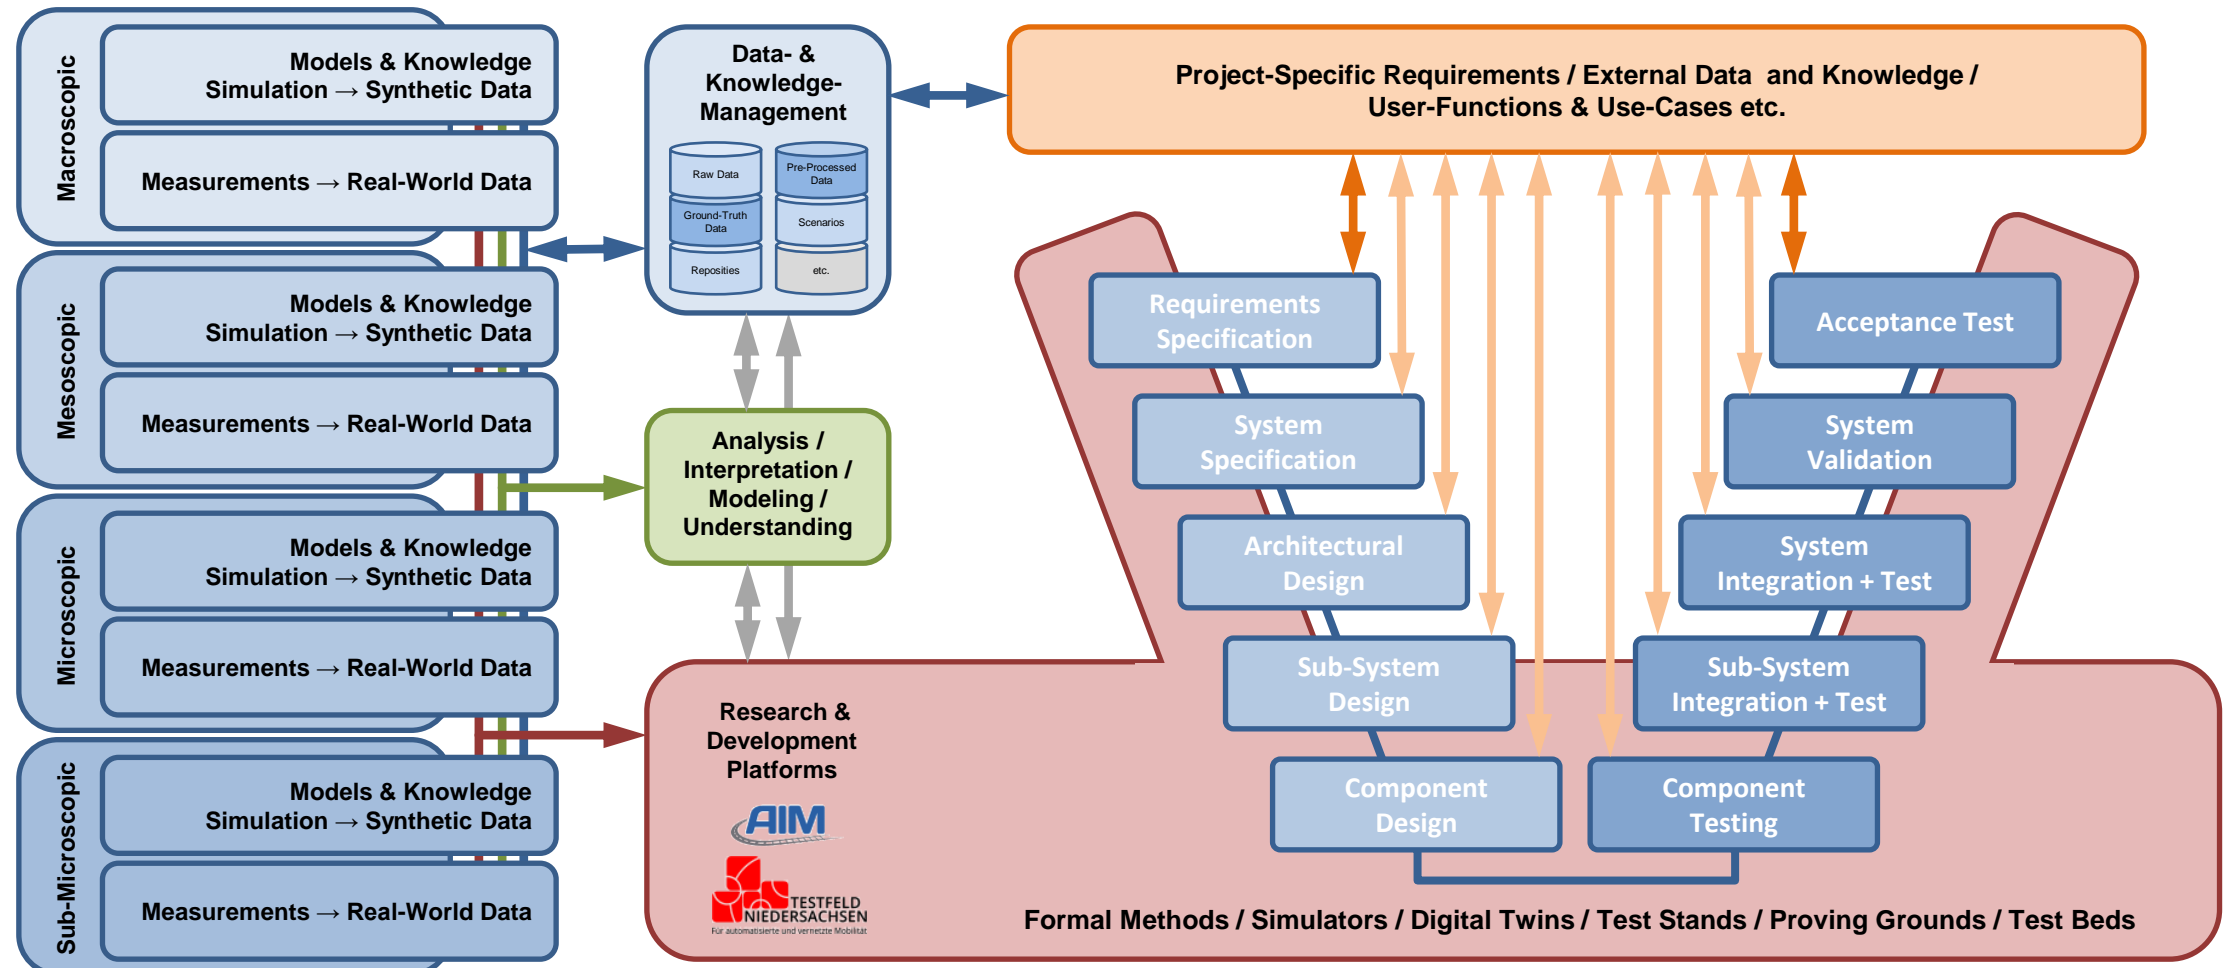 Macroscopic
Models & Knowledge
Simulation → Synthetic Data
Measurements → Real-World Data
Mesoscopic
Models & Knowledge
Simulation → Synthetic Data
Measurements → Real-World Data
Microscopic
Models & Knowledge
Simulation → Synthetic Data
Measurements → Real-World Data
Sub-Microscopic
Models & Knowledge
Simulation → Synthetic Data
Measurements → Real-World Data
Data- &
Knowledge-
Management
Raw Data
Pre-Processed
Data
Ground-Truth
Data
Scenarios
Reposities
etc.
Analysis /
Interpretation /
Modeling /
Understanding
Research &
Development
Platforms
AIM
TESTFELD
NIEDERSACHSEN
Für automatisierte und vernetzte Mobilität
Project-Specific Requirements / External Data and Knowledge /
User-Functions & Use-Cases etc.
Requirements
Specification
System
Specification
Architectural
Design
Sub-System
Design
Component
Design
Acceptance Test
System
Validation
System
Integration + Test
Sub-System
Integration + Test
Component
Testing
Formal Methods / Simulators / Digital Twins / Test Stands / Proving Grounds / Test Beds